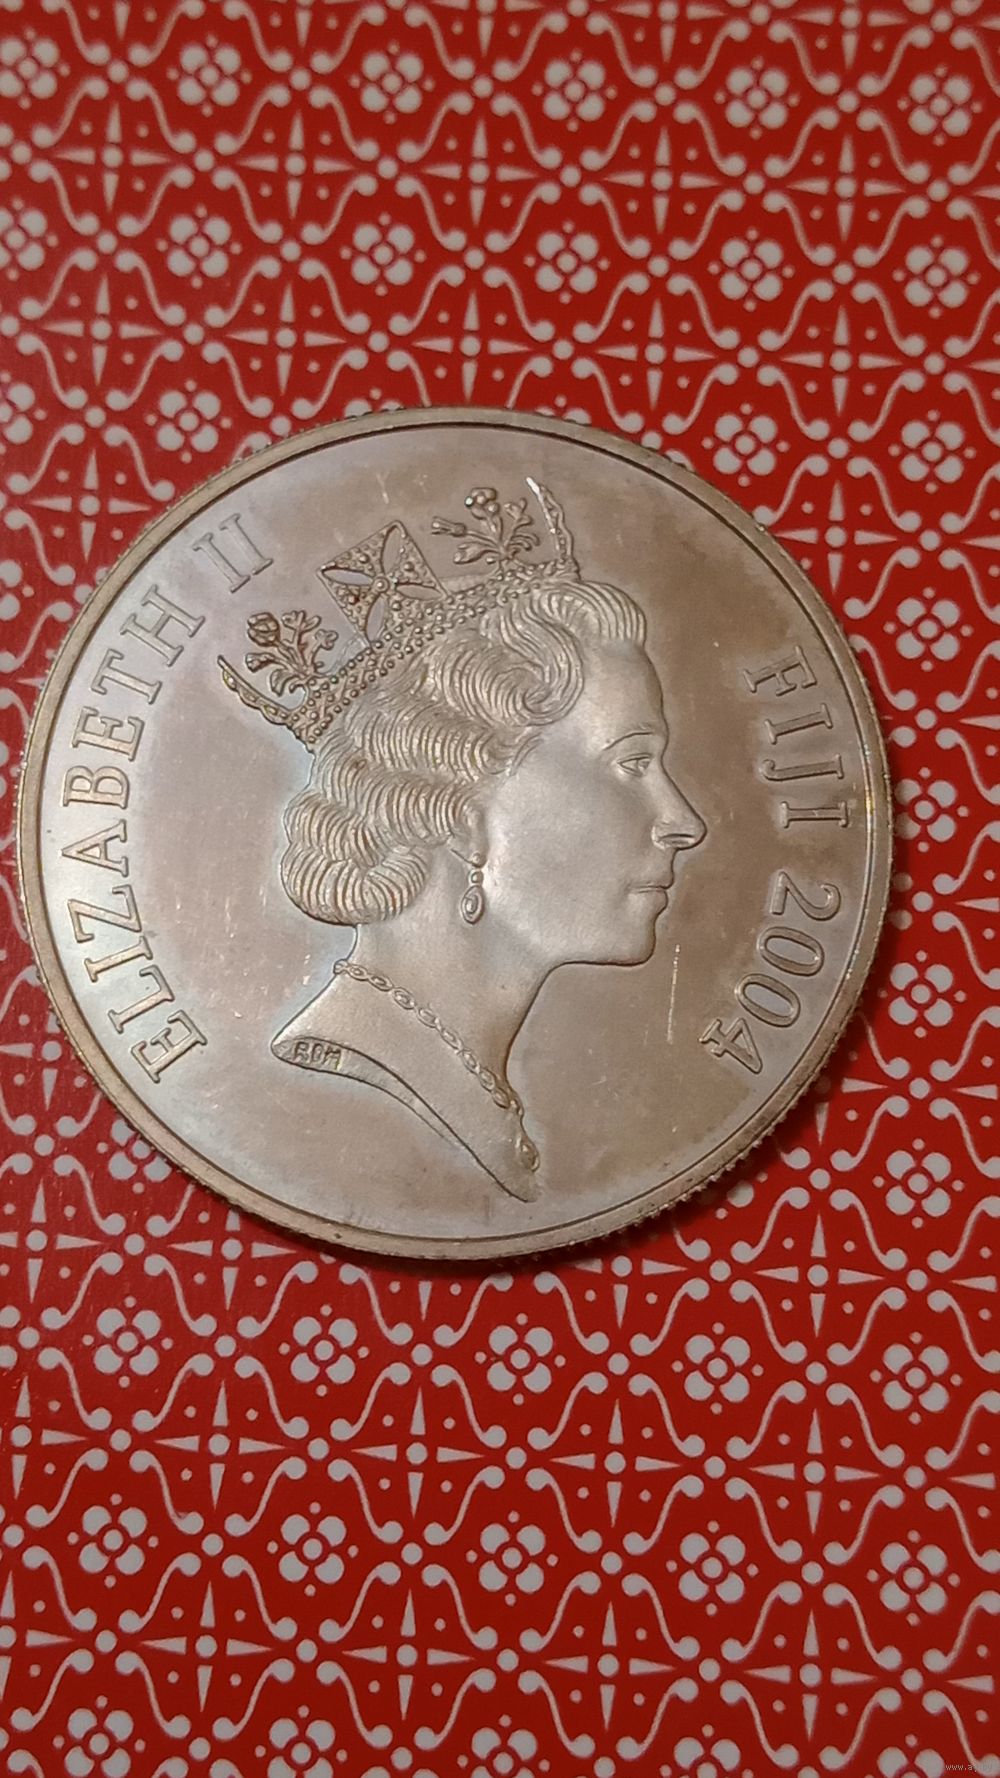 ELIZABETH II
FIJI 2004
RDM